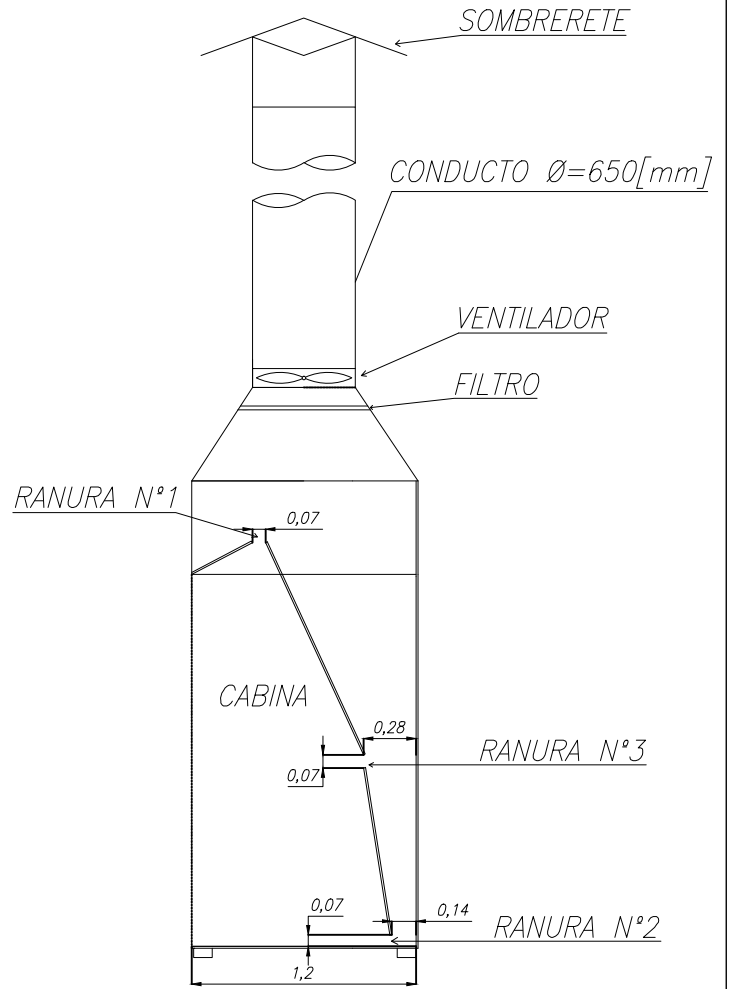 SOMBRERETE
CONDUCTO Ø=650[mm]
VENTILADOR
FILTRO
RANURA Nº1
0,07
CABINA
0,28
RANURA Nº3
0,07
0,07
0,14
RANURA Nº2
1,2